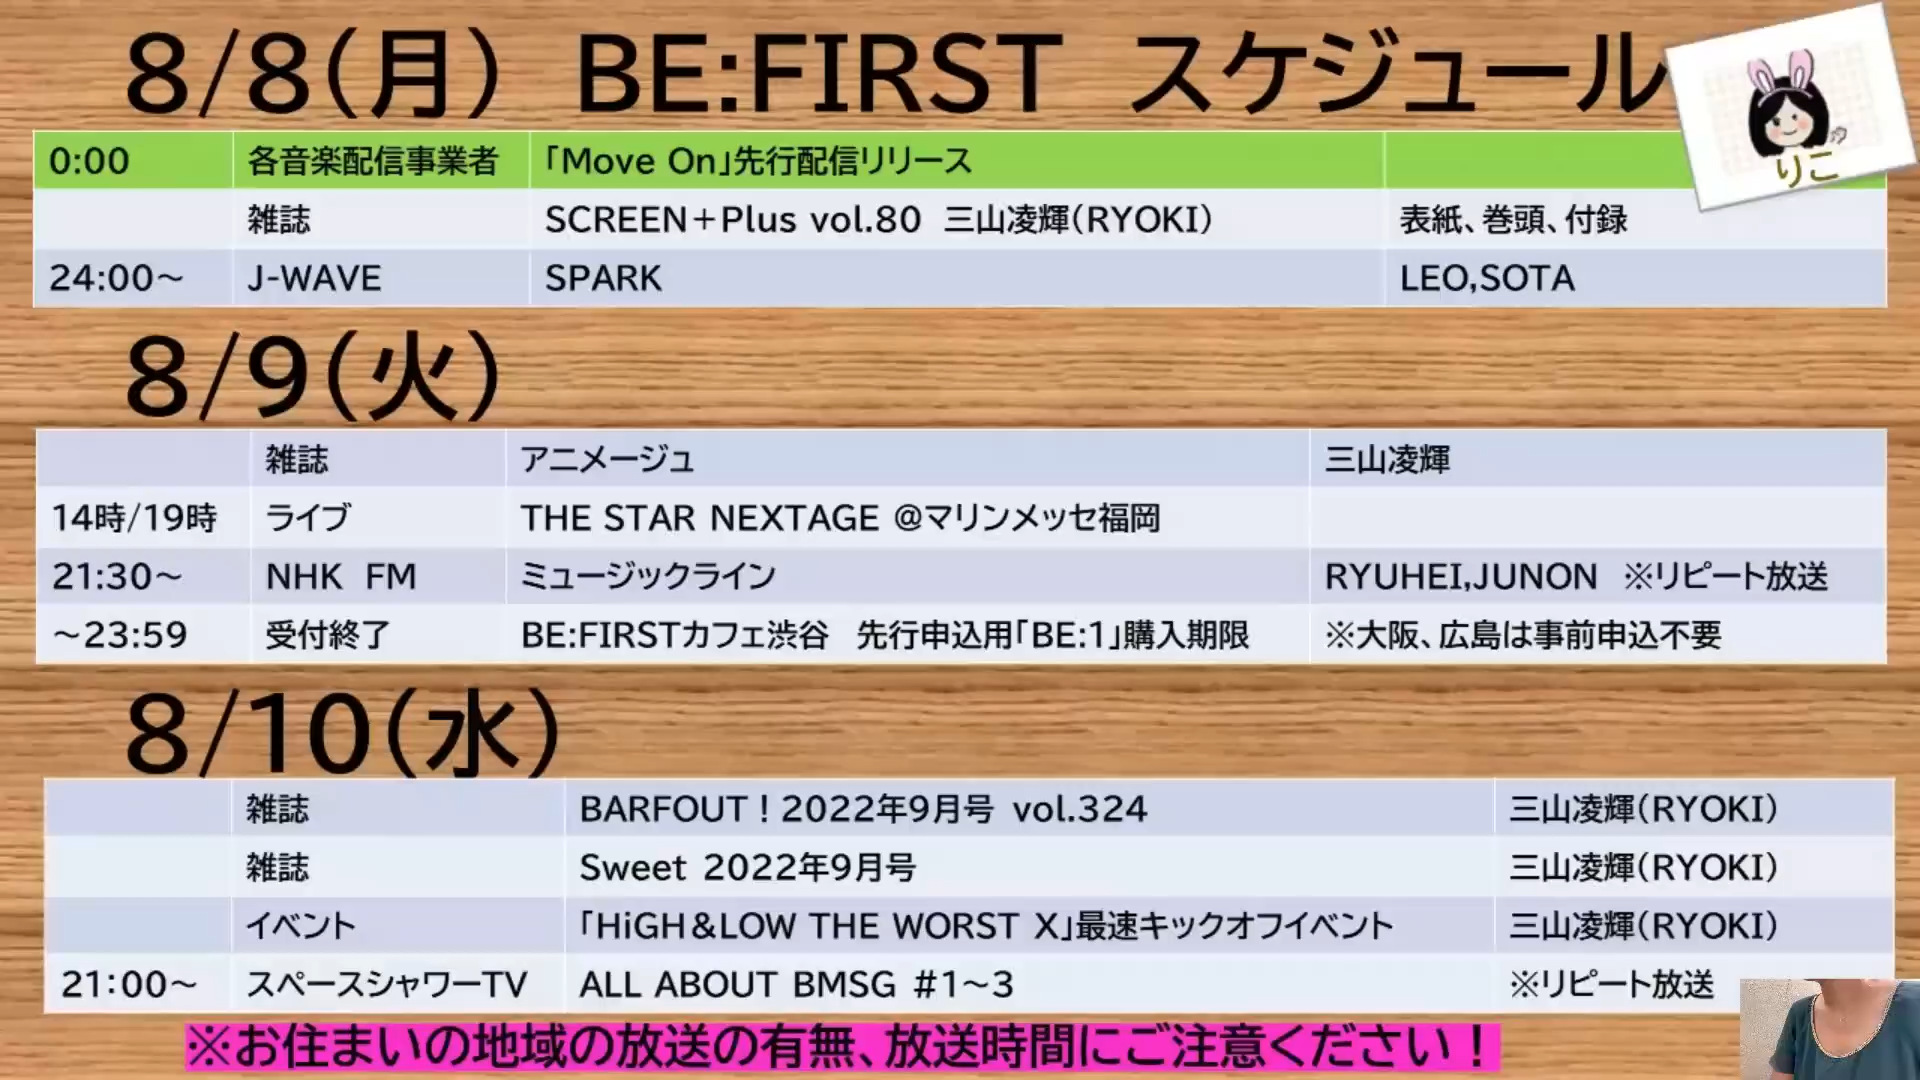 8/8(月) BE:FIRST スケジュール
りこ
0:00 各音楽配信事業者 「Move On」先行配信リリース
雑誌 SCREEN+Plus vol.80 三山凌輝(RYOKI) 表紙、巻頭、付録
24:00~ J-WAVE SPARK LEO,SOTA
8/9(火)
雑誌 アニメージュ 三山凌輝
14時/19時 ライブ THE STAR NEXTAGE @マリンメッセ福岡
21:30~ NHK FM ミュージックライン RYUHEI,JUNON ※リピート放送
~23:59 受付終了 BE:FIRSTカフェ渋谷 先行申込用「BE:1」購入期限 ※大阪、広島は事前申込不要
8/10(水)
雑誌 BARFOUT!2022年9月号 vol.324 三山凌輝(RYOKI)
雑誌 Sweet 2022年9月号 三山凌輝(RYOKI)
イベント 「HiGH&LOW THE WORST X」最速キックオフイベント 三山凌輝(RYOKI)
21:00~ スペースシャワーTV ALL ABOUT BMSG #1~3 ※リピート放送
※お住まいの地域の放送の有無、放送時間にご注意ください!